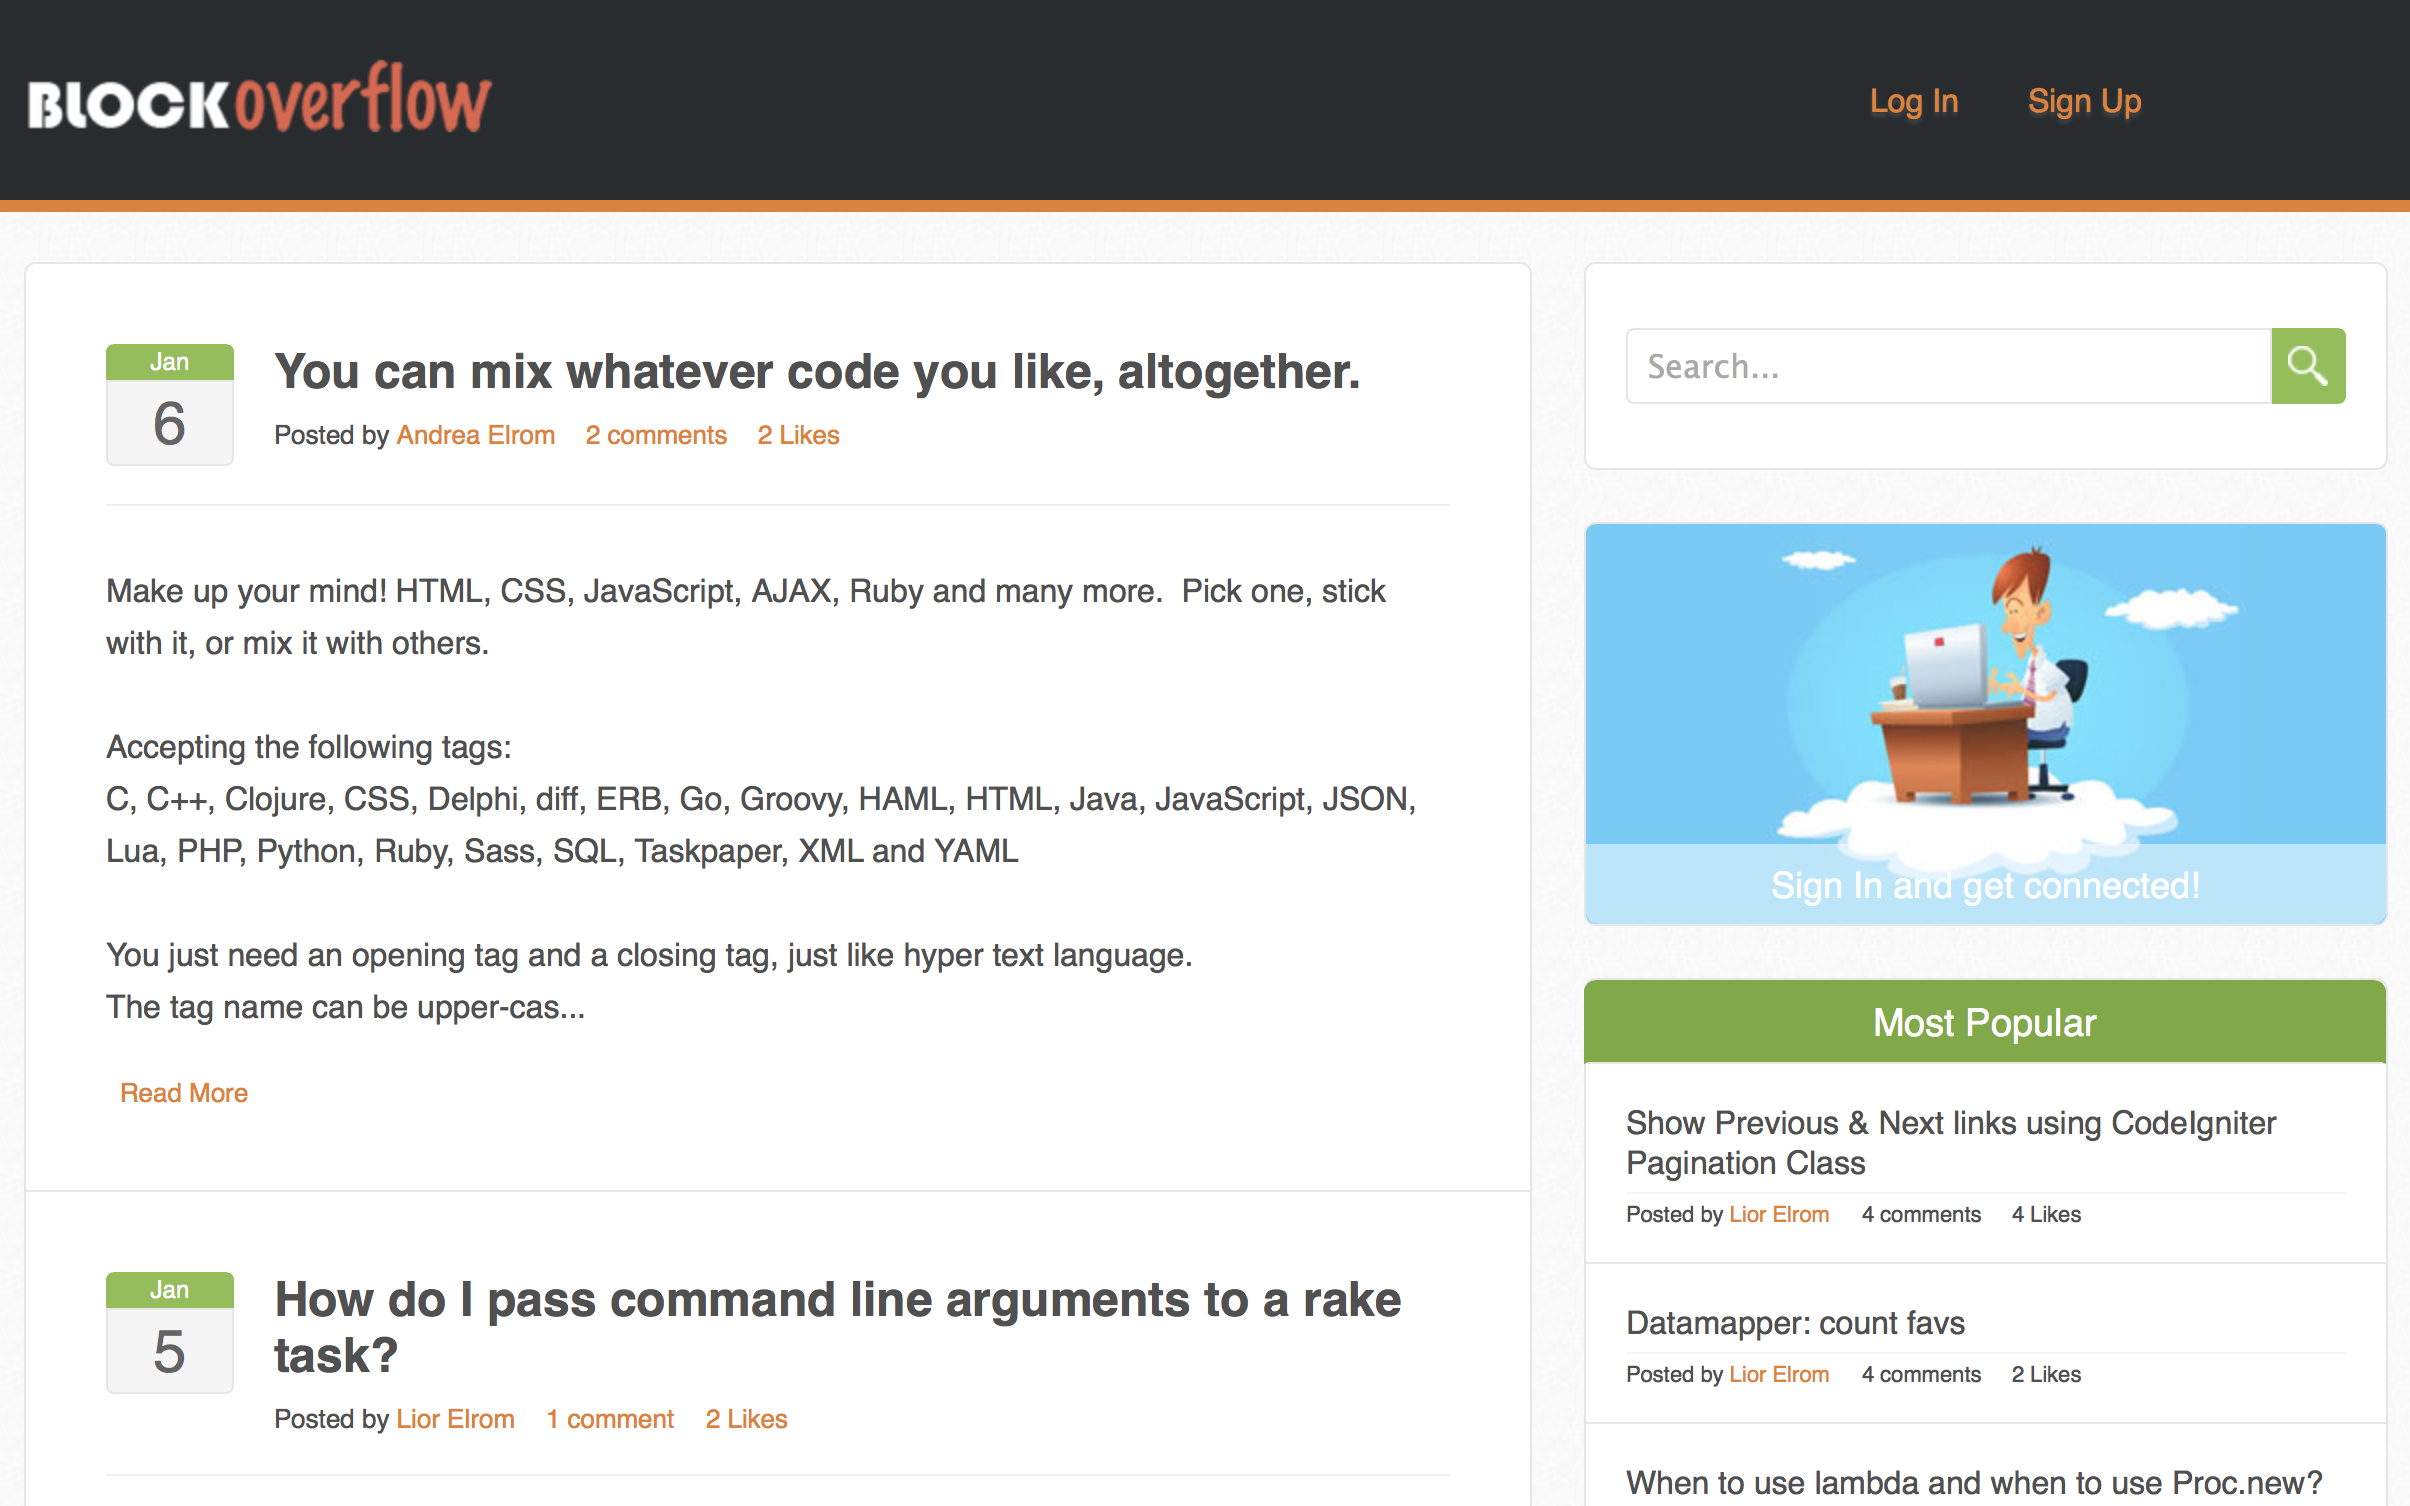 BLOCKoverflow
Log In
Sign Up
Jan
6
You can mix whatever code you like, altogether.
Posted by Andrea Elrom 2 comments 2 Likes
Make up your mind! HTML, CSS, JavaScript, AJAX, Ruby and many more.  Pick one, stick
with it, or mix it with others.
Accepting the following tags:
C, C++, Clojure, CSS, Delphi, diff, ERB, Go, Groovy, HAML, HTML, Java, JavaScript, JSON,
Lua, PHP, Python, Ruby, Sass, SQL, Taskpaper, XML and YAML
You just need an opening tag and a closing tag, just like hyper text language.
The tag name can be upper-cas...
Read More
Jan
5
How do I pass command line arguments to a rake
task?
Posted by Lior Elrom 1 comment 2 Likes
Search...
Sign In and get connected!
Most Popular
Show Previous & Next links using CodeIgniter
Pagination Class
Posted by Lior Elrom 4 comments 4 Likes
Datamapper: count favs
Posted by Lior Elrom 4 comments 2 Likes
When to use lambda and when to use Proc.new?